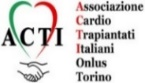 ACTI
Associazione
Cardio
Trapiantati
Italiani
Onlus
Torino